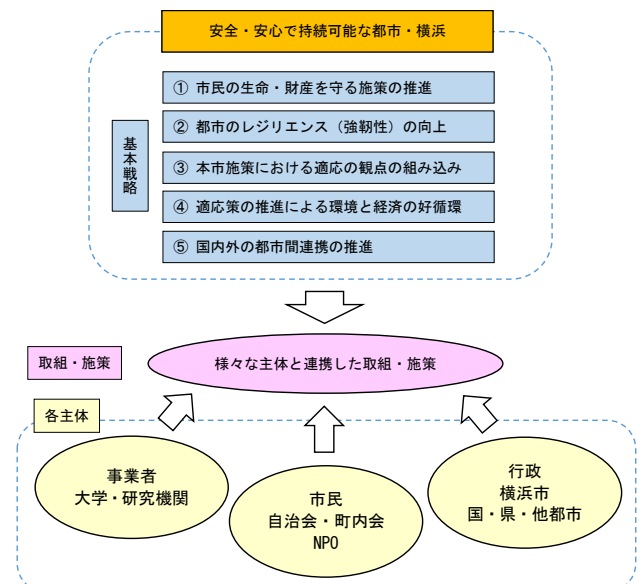 安全・安心で持続可能な都市・横浜
基本戦略
① 市民の生命・財産を守る施策の推進
② 都市のレジリエンス（強靭性）の向上
③ 本市施策における適応の観点の組み込み
④ 適応策の推進による環境と経済の好循環
⑤ 国内外の都市間連携の推進
取組・施策
様々な主体と連携した取組・施策
各主体
事業者
大学・研究機関
市民
自治会・町内会
NPO
行政
横浜市
国・県・他都市